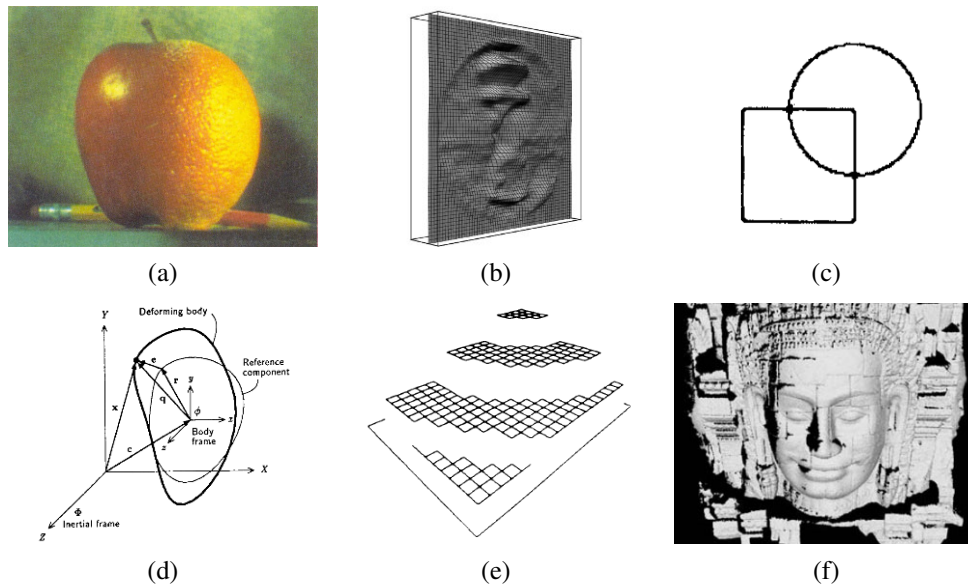 (a)
(b)
(c)
Y
Deforming body
Reference
component
e
r
y
x
q
ϕ
x
Body
frame
z
c
X
Φ
Inertial frame
Z
(d)
(e)
(f)